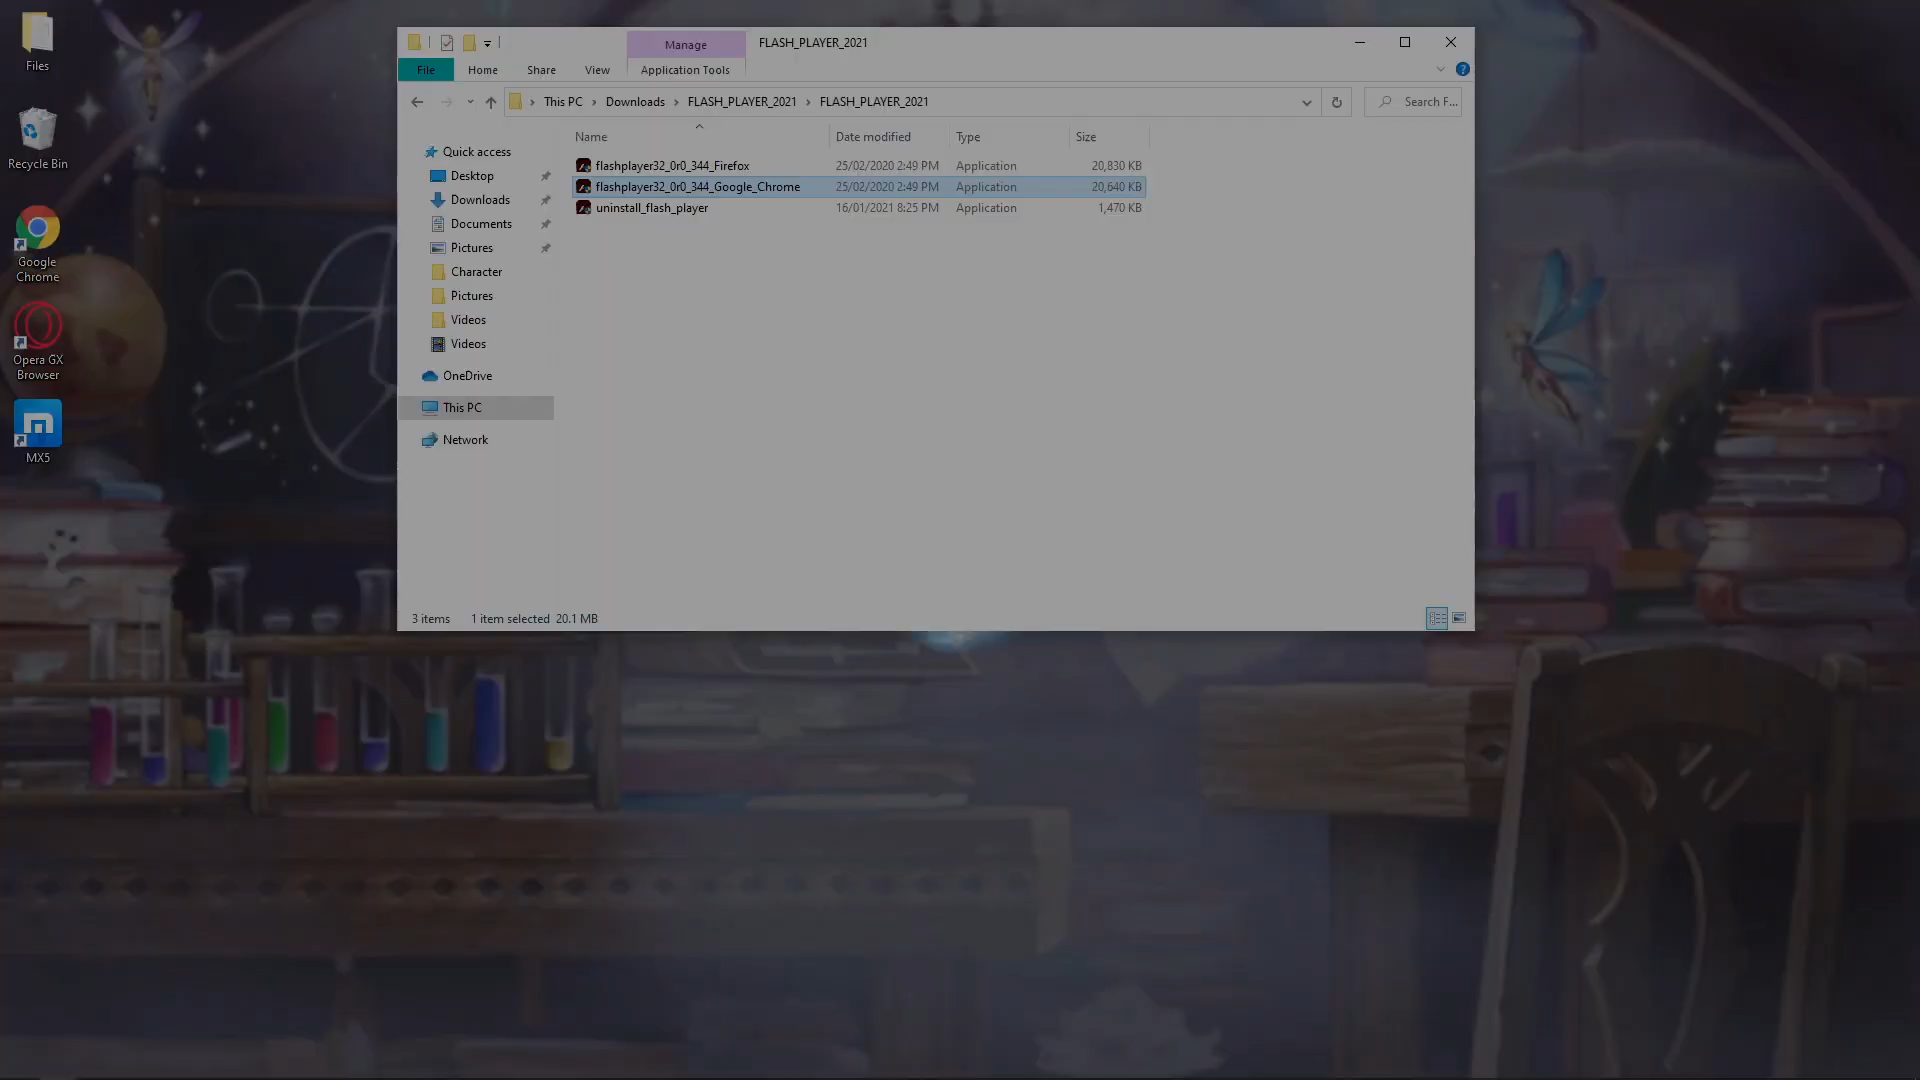 Files
Recycle Bin
Google
Chrome
Opera GX
Browser
MX5
Manage
FLASH_PLAYER_2021
File
Home
Share
View
Application Tools
This PC
Downloads
FLASH_PLAYER_2021
FLASH_PLAYER_2021
Search F...
Name
Date modified
Type
Size
Quick access
Desktop
Downloads
Documents
Pictures
Character
Pictures
Videos
Videos
OneDrive
This PC
Network
flashplayer32_0r0_344_Firefox 25/02/2020 2:49 PM Application 20,830 KB
flashplayer32_0r0_344_Google_Chrome 25/02/2020 2:49 PM Application 20,640 KB
uninstall_flash_player 16/01/2021 8:25 PM Application 1,470 KB
3 items 1 item selected 20.1 MB